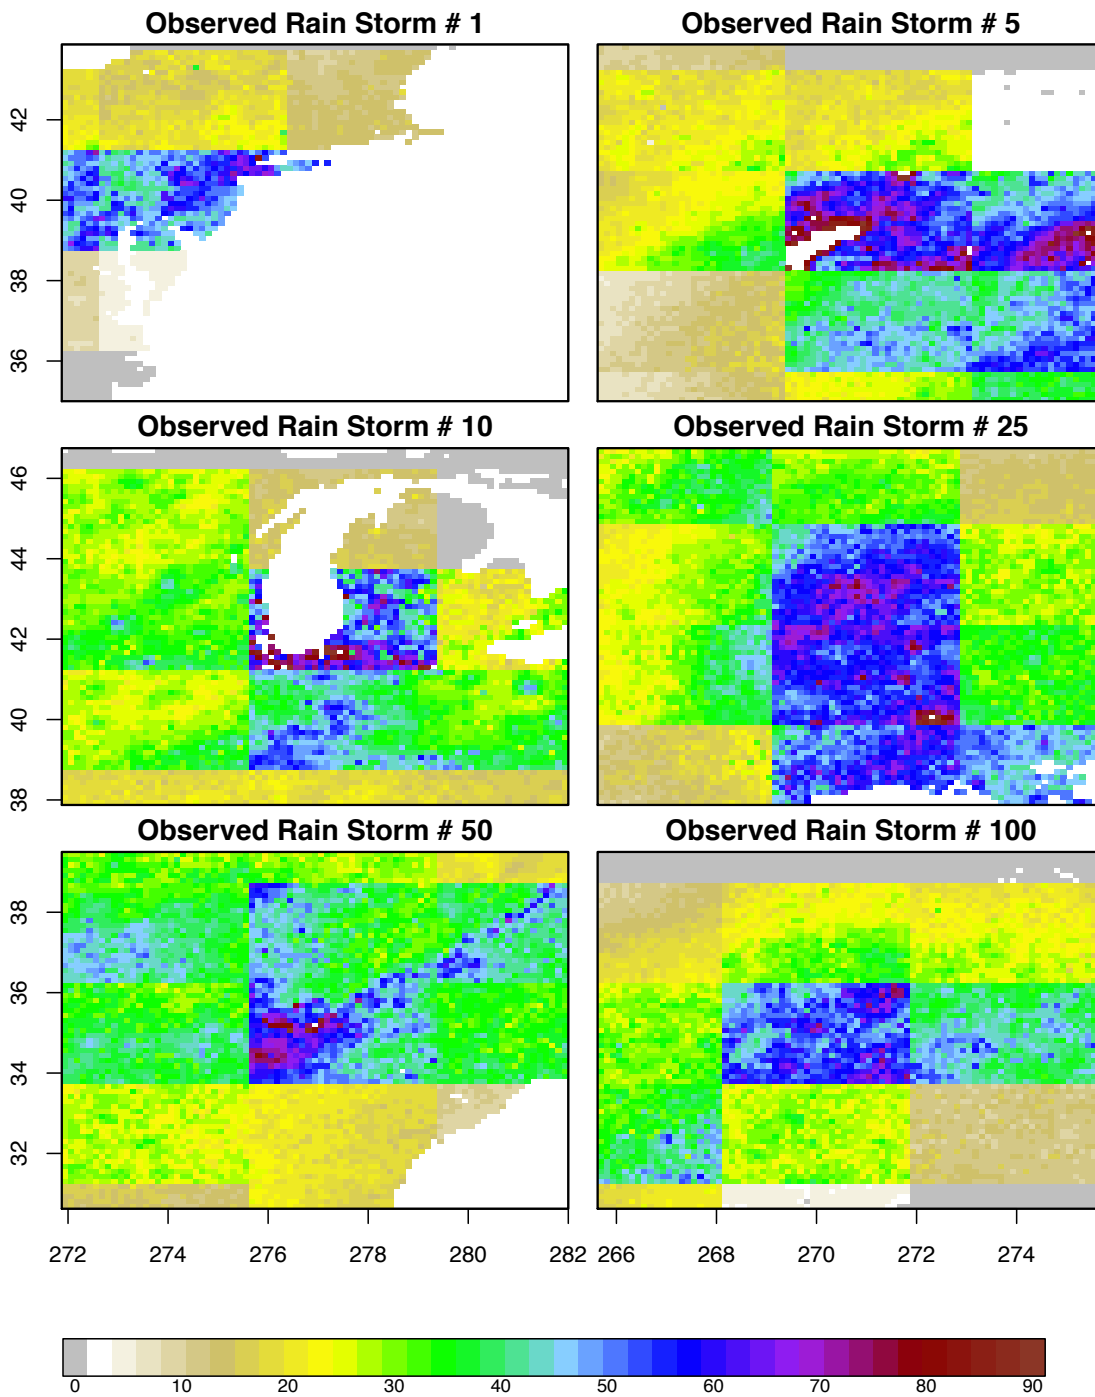 Observed Rain Storm # 1
Observed Rain Storm # 5
42
40
38
36
Observed Rain Storm # 10
Observed Rain Storm # 25
46
44
42
40
38
Observed Rain Storm # 50
Observed Rain Storm # 100
38
36
34
32
272 274 276 278 280 282
266 268 270 272 274
0 10 20 30 40 50 60 70 80 90